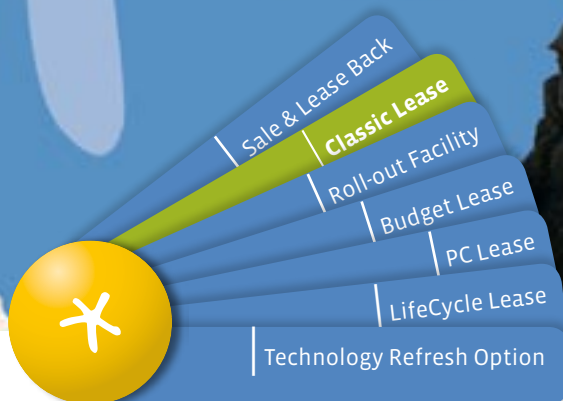 Sale & Lease Back
Classic Lease
Roll-out Facility
Budget Lease
PC Lease
LifeCycle Lease
Technology Refresh Option